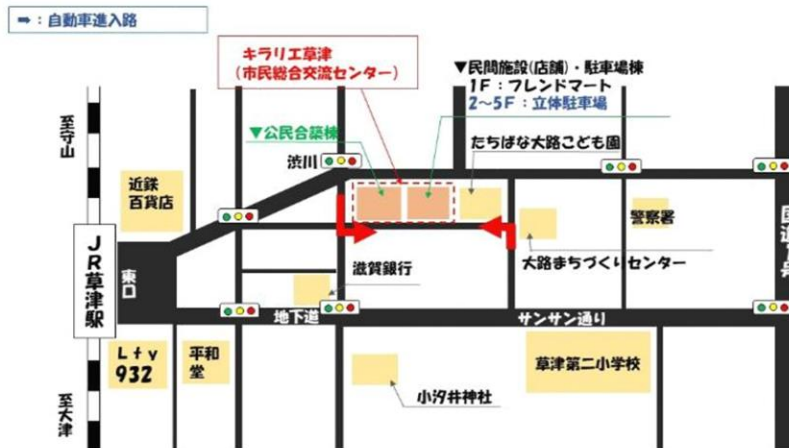 ➡：自動車進入路
キラリエ草津
(市民総合交流センター)
▼民間施設(店舗)・駐車場棟
1F：フレンドマート
2～5F：立体駐車場
▼公民合築棟
たちばな大路こども園
渋川
至守山
近鉄
百貨店
警察署
国道1号
JR草津駅
東口
滋賀銀行
大路まちづくりセンター
地下道
サンサン通り
Lty
932
平和
堂
草津第二小学校
小汐井神社
至大津